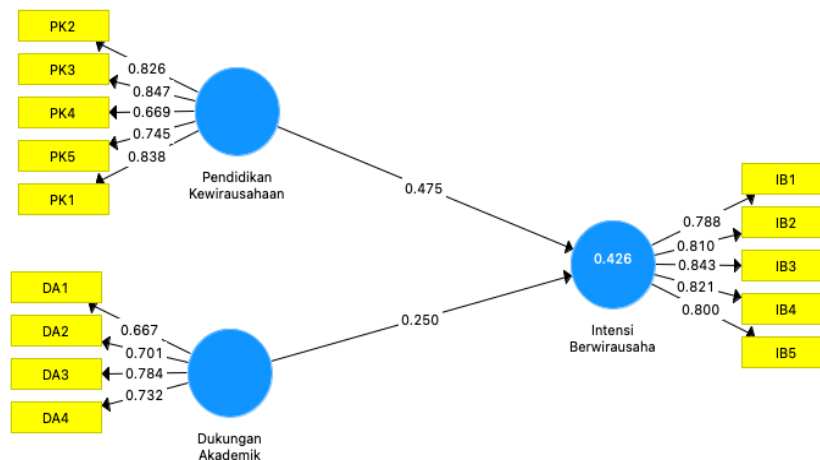 PK2
PK3
PK4
PK5
PK1
0.826
0.847
0.669
0.745
0.838
Pendidikan
Kewirausahaan
0.475
DA1
DA2
DA3
DA4
0.667
0.701
0.784
0.732
Dukungan
Akademik
0.250
0.426
Intensi
Berwirausaha
0.788
0.810
0.843
0.821
0.800
IB1
IB2
IB3
IB4
IB5